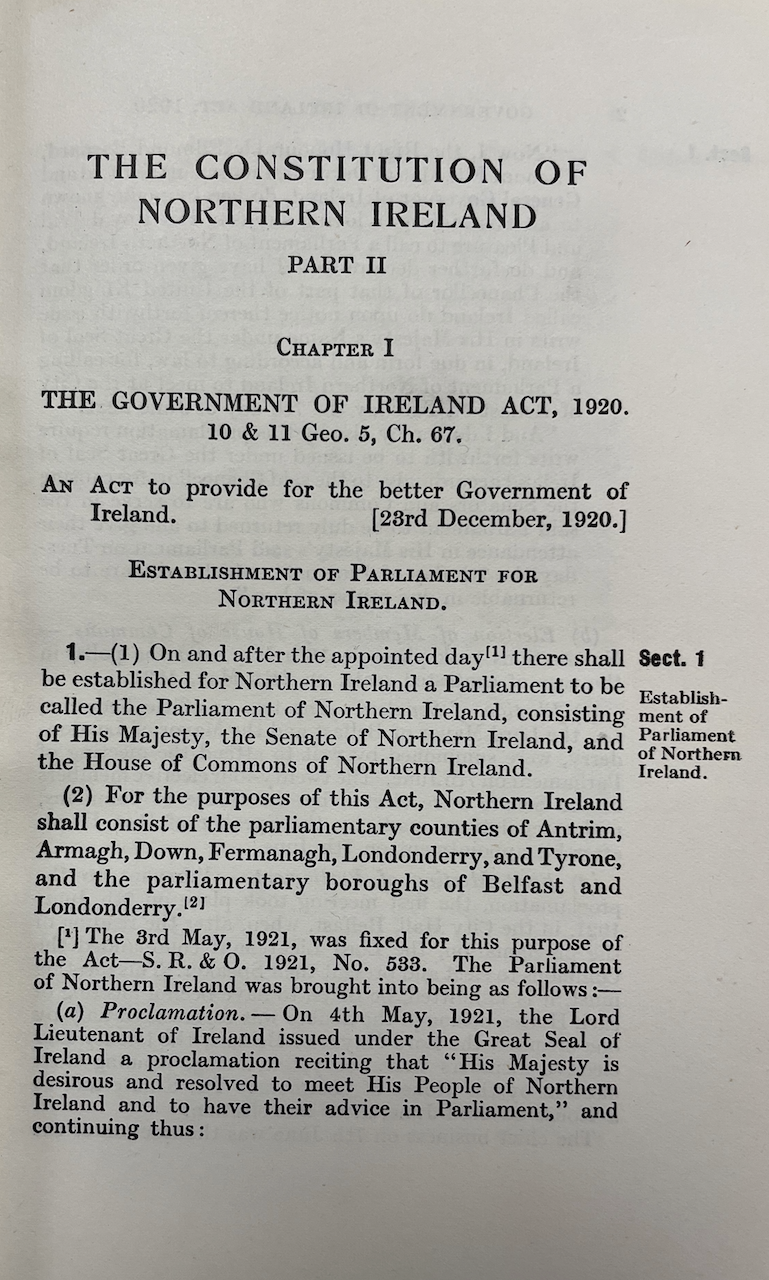 THE CONSTITUTION OF
NORTHERN IRELAND
PART II
CHAPTER I
THE GOVERNMENT OF IRELAND ACT, 1920.
10 & 11 Geo. 5, Ch. 67.
AN ACT to provide for the better Government of
Ireland. [23rd December, 1920.]
ESTABLISHMENT OF PARLIAMENT FOR
NORTHERN IRELAND.
1.—(1) On and after the appointed day[1] there shall
be established for Northern Ireland a Parliament to be
called the Parliament of Northern Ireland, consisting
of His Majesty, the Senate of Northern Ireland, and
the House of Commons of Northern Ireland.
Sect. 1
Establish-
ment of
Parliament
of Northern
Ireland.
(2) For the purposes of this Act, Northern Ireland
shall consist of the parliamentary counties of Antrim,
Armagh, Down, Fermanagh, Londonderry, and Tyrone,
and the parliamentary boroughs of Belfast and
Londonderry.[2]
[1] The 3rd May, 1921, was fixed for this purpose of
the Act—S. R. & O. 1921, No. 533. The Parliament
of Northern Ireland was brought into being as follows:—
(a) Proclamation.—On 4th May, 1921, the Lord
Lieutenant of Ireland issued under the Great Seal of
Ireland a proclamation reciting that "His Majesty is
desirous and resolved to meet His People of Northern
Ireland and to have their advice in Parliament," and
continuing thus: